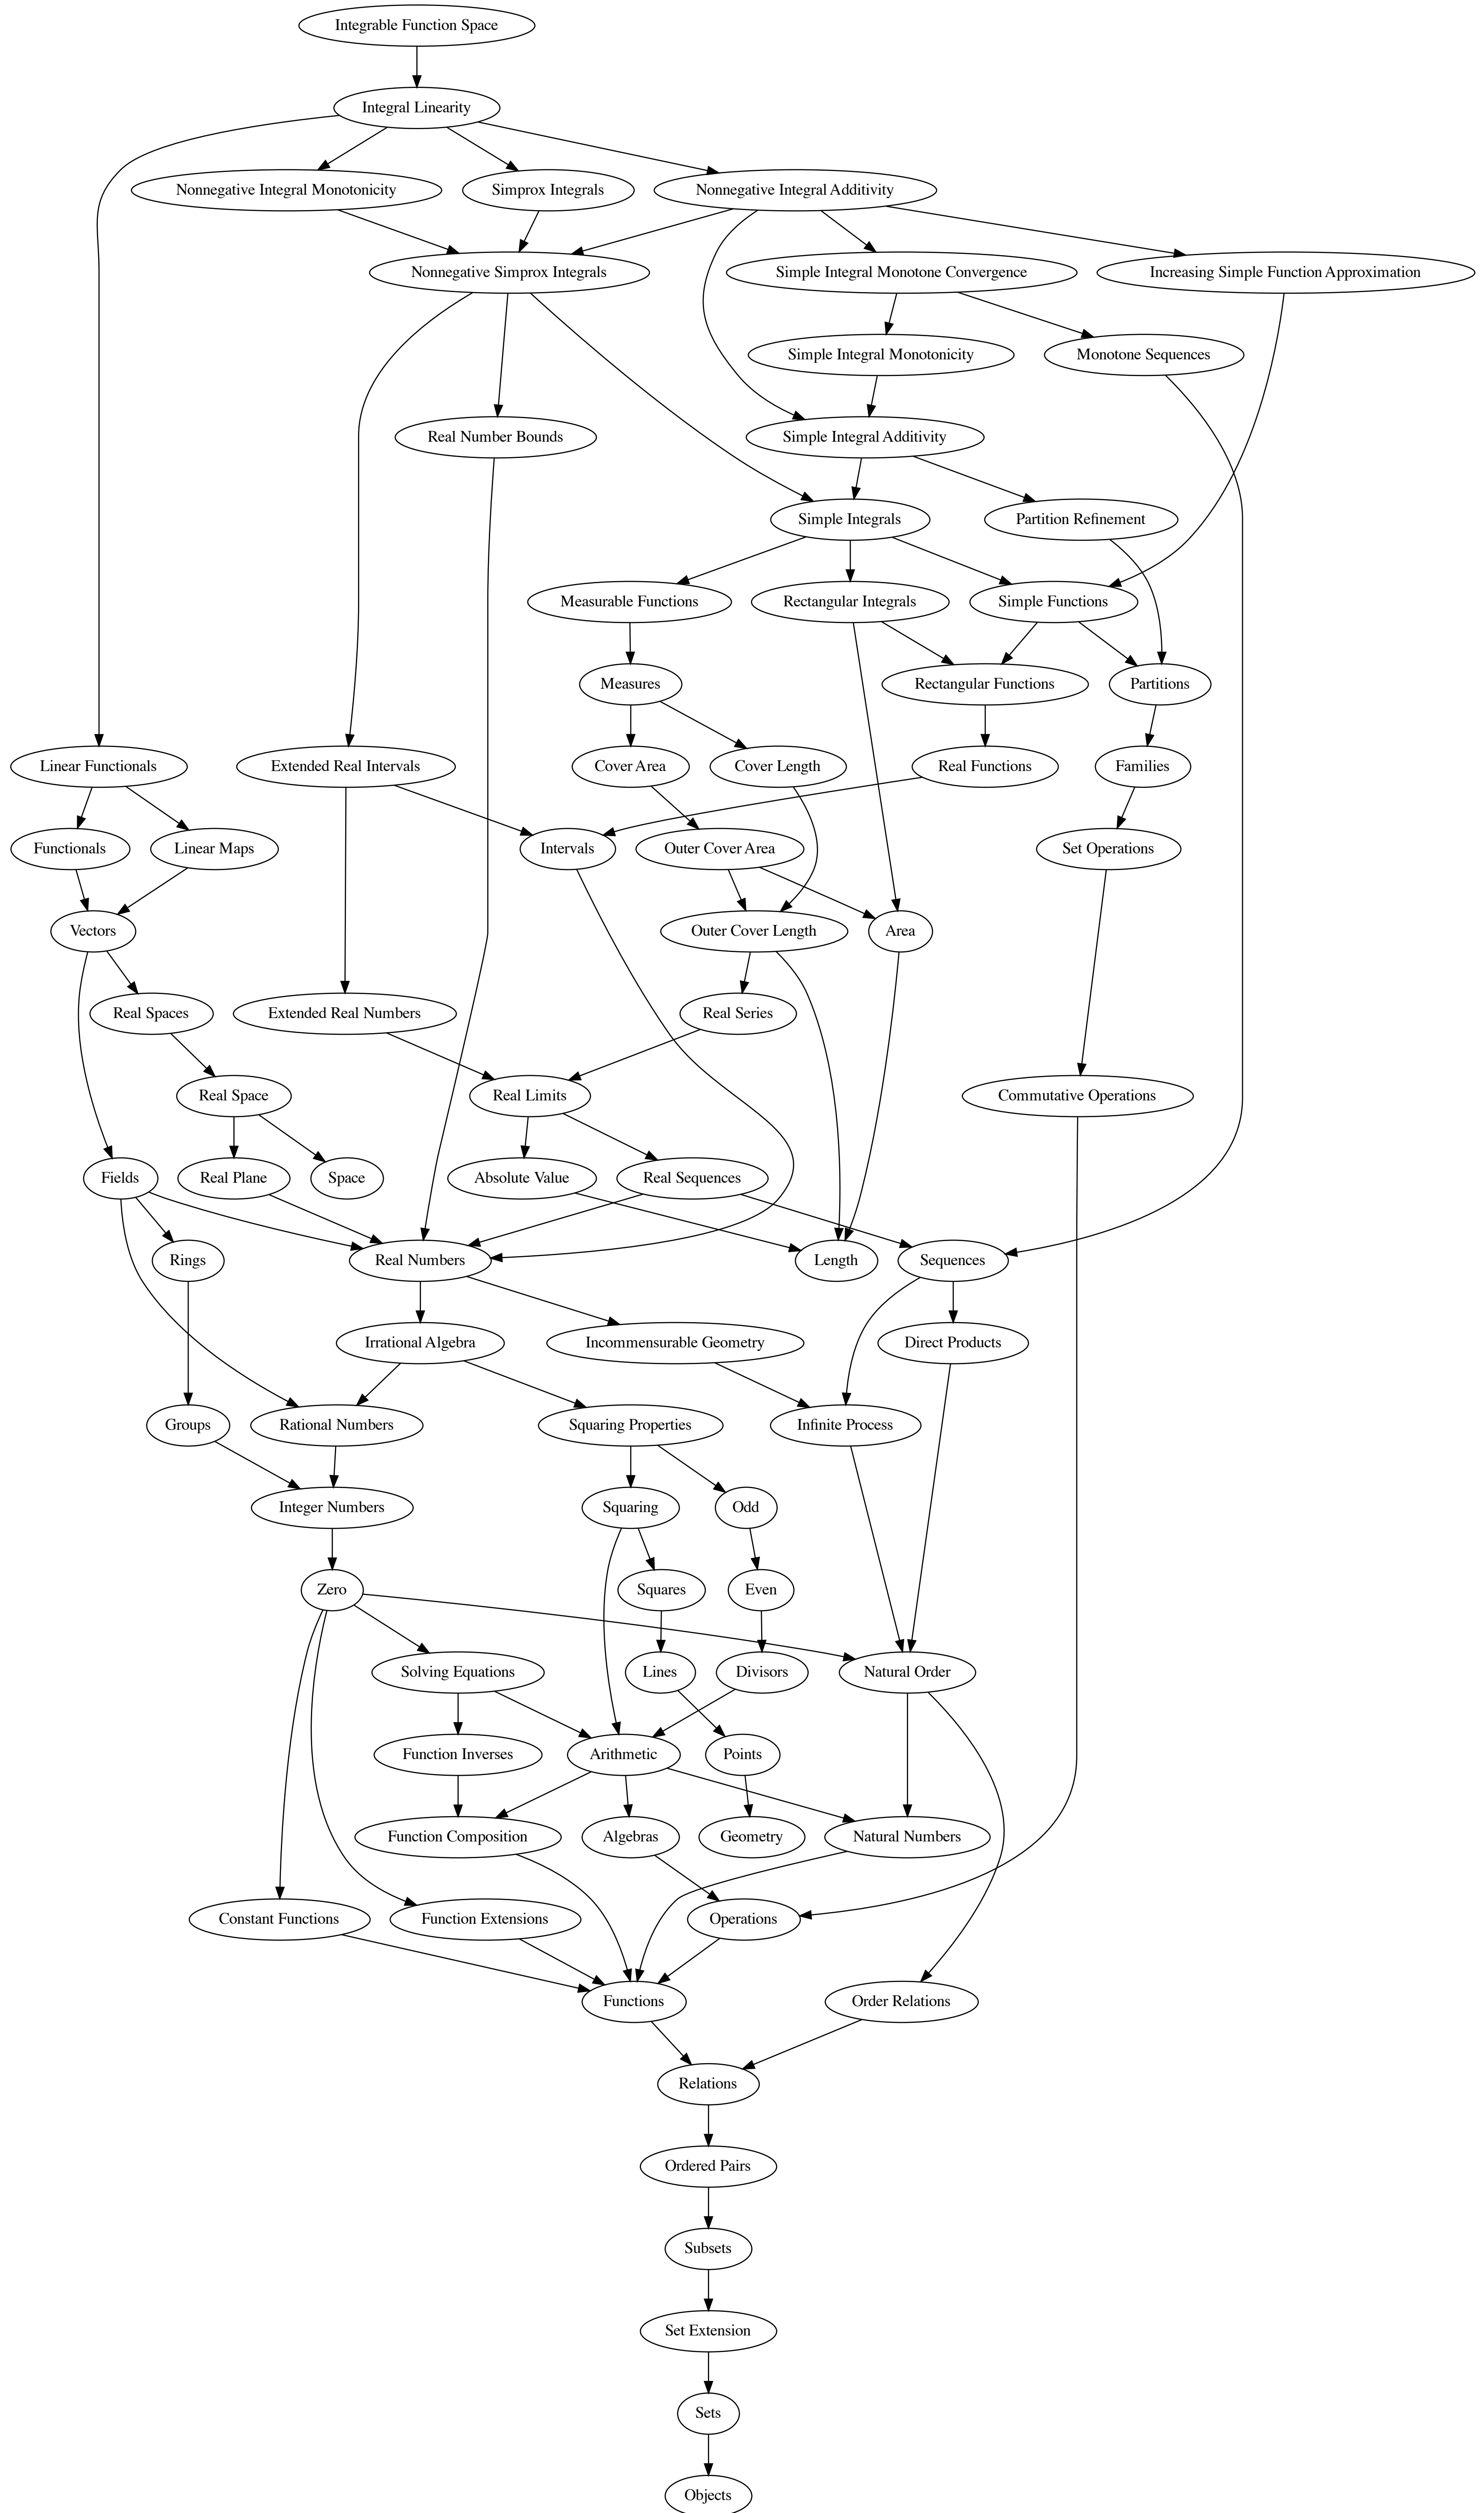 Integrable Function Space
Integral Linearity
Nonnegative Integral Monotonicity
Simprox Integrals
Nonnegative Integral Additivity
Nonnegative Simprox Integrals
Simple Integral Monotone Convergence
Increasing Simple Function Approximation
Simple Integral Monotonicity
Monotone Sequences
Real Number Bounds
Simple Integral Additivity
Simple Integrals
Partition Refinement
Measurable Functions
Rectangular Integrals
Simple Functions
Measures
Rectangular Functions
Partitions
Linear Functionals
Extended Real Intervals
Cover Area
Cover Length
Real Functions
Families
Functionals
Linear Maps
Intervals
Outer Cover Area
Set Operations
Vectors
Outer Cover Length
Area
Real Spaces
Extended Real Numbers
Real Series
Real Space
Real Limits
Commutative Operations
Fields
Real Plane
Space
Absolute Value
Real Sequences
Rings
Real Numbers
Length
Sequences
Irrational Algebra
Incommensurable Geometry
Direct Products
Groups
Rational Numbers
Squaring Properties
Infinite Process
Integer Numbers
Squaring
Odd
Zero
Squares
Even
Solving Equations
Lines
Divisors
Natural Order
Function Inverses
Arithmetic
Points
Function Composition
Algebras
Geometry
Natural Numbers
Constant Functions
Function Extensions
Operations
Functions
Order Relations
Relations
Ordered Pairs
Subsets
Set Extension
Sets
Objects